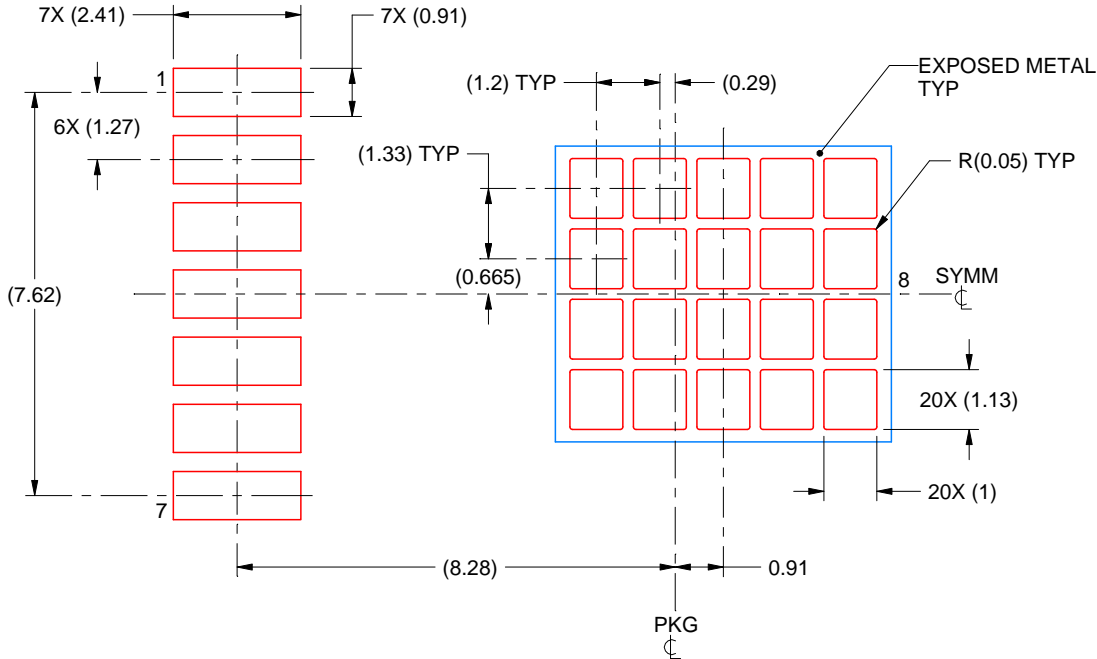 7X (2.41)
7X (0.91)
1
6X (1.27)
(7.62)
7
(1.2) TYP
(0.29)
EXPOSED METAL
TYP
(1.33) TYP
R(0.05) TYP
(0.665)
8
SYMM
℄
20X (1.13)
20X (1)
(8.28)
0.91
PKG
℄